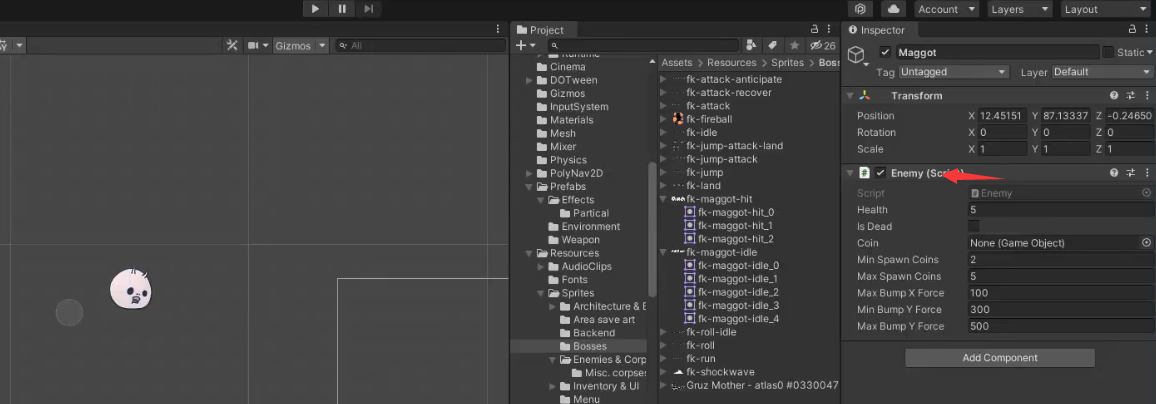 Account
Layers
Layout
Gizmos
All
Project
26
Cinema
DOTween
Gizmos
InputSystem
Materials
Mesh
Mixer
Physics
PolyNav2D
Prefabs
Effects
Partical
Environment
Weapon
Resources
AudioClips
Fonts
Sprites
Architecture & E
Area save art
Backend
Bosses
Enemies & Corp
Misc. corpses
Inventory & UI
Menu
Assets Resources Sprites Boss
fk-attack-anticipate
fk-attack-recover
fk-attack
fk-fireball
fk-idle
fk-jump-attack-land
fk-jump-attack
fk-jump
fk-land
fk-maggot-hit
fk-maggot-hit_0
fk-maggot-hit_1
fk-maggot-hit_2
fk-maggot-idle
fk-maggot-idle_0
fk-maggot-idle_1
fk-maggot-idle_2
fk-maggot-idle_3
fk-maggot-idle_4
fk-roll-idle
fk-roll
fk-run
fk-shockwave
Gruz Mother - atlas0 #0330047
Inspector
Maggot
Static
Tag Untagged Layer Default
Transform
Position X 12.45151 Y 87.13337 Z -0.24650
Rotation X 0 Y 0 Z 0
Scale X 1 Y 1 Z 1
Enemy
Script Enemy
Health 5
Is Dead
Coin None (Game Object)
Min Spawn Coins 2
Max Spawn Coins 5
Max Bump X Force 100
Min Bump Y Force 300
Max Bump Y Force 500
Add Component